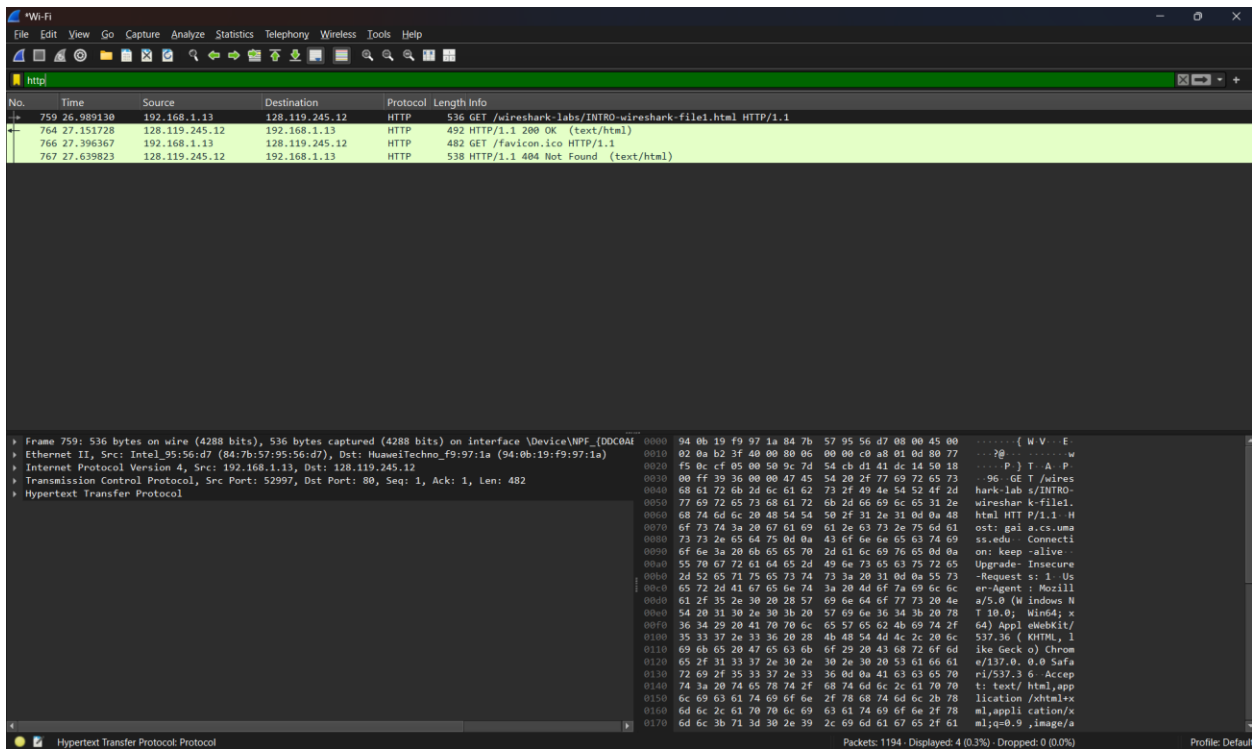 *Wi-Fi
File Edit View Go Capture Analyze Statistics Telephony Wireless Tools Help
http
No. Time Source Destination Protocol Length Info
759 26.989130 192.168.1.13 128.119.245.12 HTTP 536 GET /wireshark-labs/INTRO-wireshark-file1.html HTTP/1.1
764 27.151728 128.119.245.12 192.168.1.13 HTTP 492 HTTP/1.1 200 OK (text/html)
766 27.396367 192.168.1.13 128.119.245.12 HTTP 482 GET /favicon.ico HTTP/1.1
767 27.639823 128.119.245.12 192.168.1.13 HTTP 538 HTTP/1.1 404 Not Found (text/html)
Frame 759: 536 bytes on wire (4288 bits), 536 bytes captured (4288 bits) on interface \Device\NPF_{DDC0AE
Ethernet II, Src: Intel_95:56:d7 (84:7b:57:95:56:d7), Dst: HuaweiTechno_f9:97:1a (94:0b:19:f9:97:1a)
Internet Protocol Version 4, Src: 192.168.1.13, Dst: 128.119.245.12
Transmission Control Protocol, Src Port: 52997, Dst Port: 80, Seq: 1, Ack: 1, Len: 482
Hypertext Transfer Protocol
0000 94 0b 19 f9 97 1a 84 7b 57 95 56 d7 08 00 45 00 ·······{ W·V···E·
0010 02 0a b2 3f 40 00 80 06 00 00 c0 a8 01 0d 80 77 ···?@··· ·······w
0020 f5 0c cf 05 00 50 9c 7d 54 cb d1 41 dc 14 50 18 ·····P·} T··A··P·
0030 00 ff 39 36 00 00 47 45 54 20 2f 77 69 72 65 73 ··96··GE T /wires
0040 68 61 72 6b 2d 6c 61 62 73 2f 49 4e 54 52 4f 2d hark-lab s/INTRO-
0050 77 69 72 65 73 68 61 72 6b 2d 66 69 6c 65 31 2e wireshar k-file1.
0060 68 74 6d 6c 20 48 54 54 50 2f 31 2e 31 0d 0a 48 html HTT P/1.1··H
0070 6f 73 74 3a 20 67 61 69 61 2e 63 73 2e 75 6d 61 ost: gai a.cs.uma
0080 73 73 2e 65 64 75 0d 0a 43 6f 6e 6e 65 63 74 69 ss.edu·· Connecti
0090 6f 6e 3a 20 6b 65 65 70 2d 61 6c 69 76 65 0d 0a on: keep -alive··
00a0 55 70 67 72 61 64 65 2d 49 6e 73 65 63 75 72 65 Upgrade- Insecure
00b0 2d 52 65 71 75 65 73 74 73 3a 20 31 0d 0a 55 73 -Request s: 1··Us
00c0 65 72 2d 41 67 65 6e 74 3a 20 4d 6f 7a 69 6c 6c er-Agent : Mozill
00d0 61 2f 35 2e 30 20 28 57 69 6e 64 6f 77 73 20 4e a/5.0 (W indows N
00e0 54 20 31 30 2e 30 3b 20 57 69 6e 36 34 3b 20 78 T 10.0; Win64; x
00f0 36 34 29 20 41 70 70 6c 65 57 65 62 4b 69 74 2f 64) Appl eWebKit/
0100 35 33 37 2e 33 36 20 28 4b 48 54 4d 4c 2c 20 6c 537.36 ( KHTML, l
0110 69 6b 65 20 47 65 63 6b 6f 29 20 43 68 72 6f 6d ike Geck o) Chrom
0120 65 2f 31 33 37 2e 30 2e 30 2e 30 20 53 61 66 61 e/137.0. 0.0 Safa
0130 72 69 2f 35 33 37 2e 33 36 0d 0a 41 63 63 65 70 ri/537.3 6··Accep
0140 74 3a 20 74 65 78 74 2f 68 74 6d 6c 2c 61 70 70 t: text/ html,app
0150 6c 69 63 61 74 69 6f 6e 2f 78 68 74 6d 6c 2b 78 lication /xhtml+x
0160 6d 6c 2c 61 70 70 6c 69 63 61 74 69 6f 6e 2f 78 ml,appli cation/x
0170 6d 6c 3b 71 3d 30 2e 39 2c 69 6d 61 67 65 2f 61 ml;q=0.9 ,image/a
Hypertext Transfer Protocol: Protocol
Packets: 1194 · Displayed: 4 (0.3%) · Dropped: 0 (0.0%)
Profile: Defaul